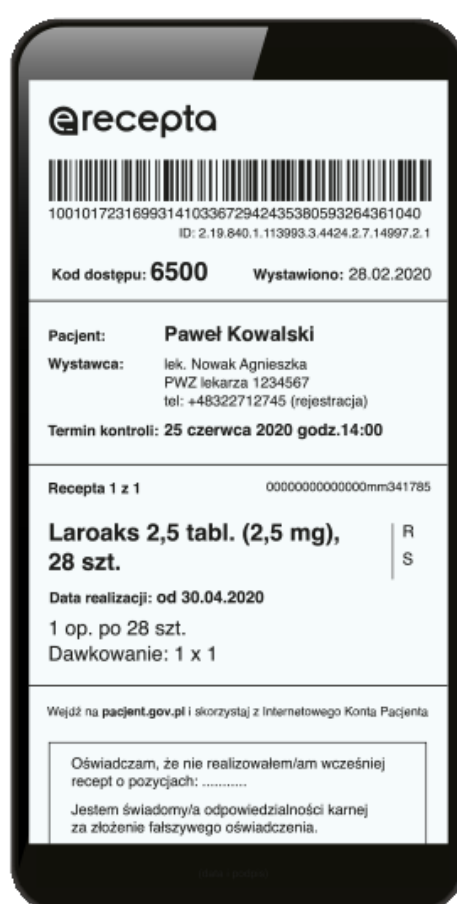 erecepta
10010172316993141033672942435380593264361040
ID: 2.19.840.1.113993.3.4424.2.7.14997.2.1
Kod dostępu: 6500 Wystawiono: 28.02.2020
Pacjent: Paweł Kowalski
Wystawca: lek. Nowak Agnieszka
PWZ lekarza 1234567
tel: +48322712745 (rejestracja)
Termin kontroli: 25 czerwca 2020 godz.14:00
Recepta 1 z 1 00000000000000mm341785
Laroaks 2,5 tabl. (2,5 mg), R
28 szt. S
Data realizacji: od 30.04.2020
1 op. po 28 szt.
Dawkowanie: 1 x 1
Wejdź na pacjent.gov.pl i skorzystaj z Internetowego Konta Pacjenta
Oświadczam, że nie realizowałem/am wcześniej
recept o pozycjach: ...........
Jestem świadomy/a odpowiedzialności karnej
za złożenie fałszywego oświadczenia.